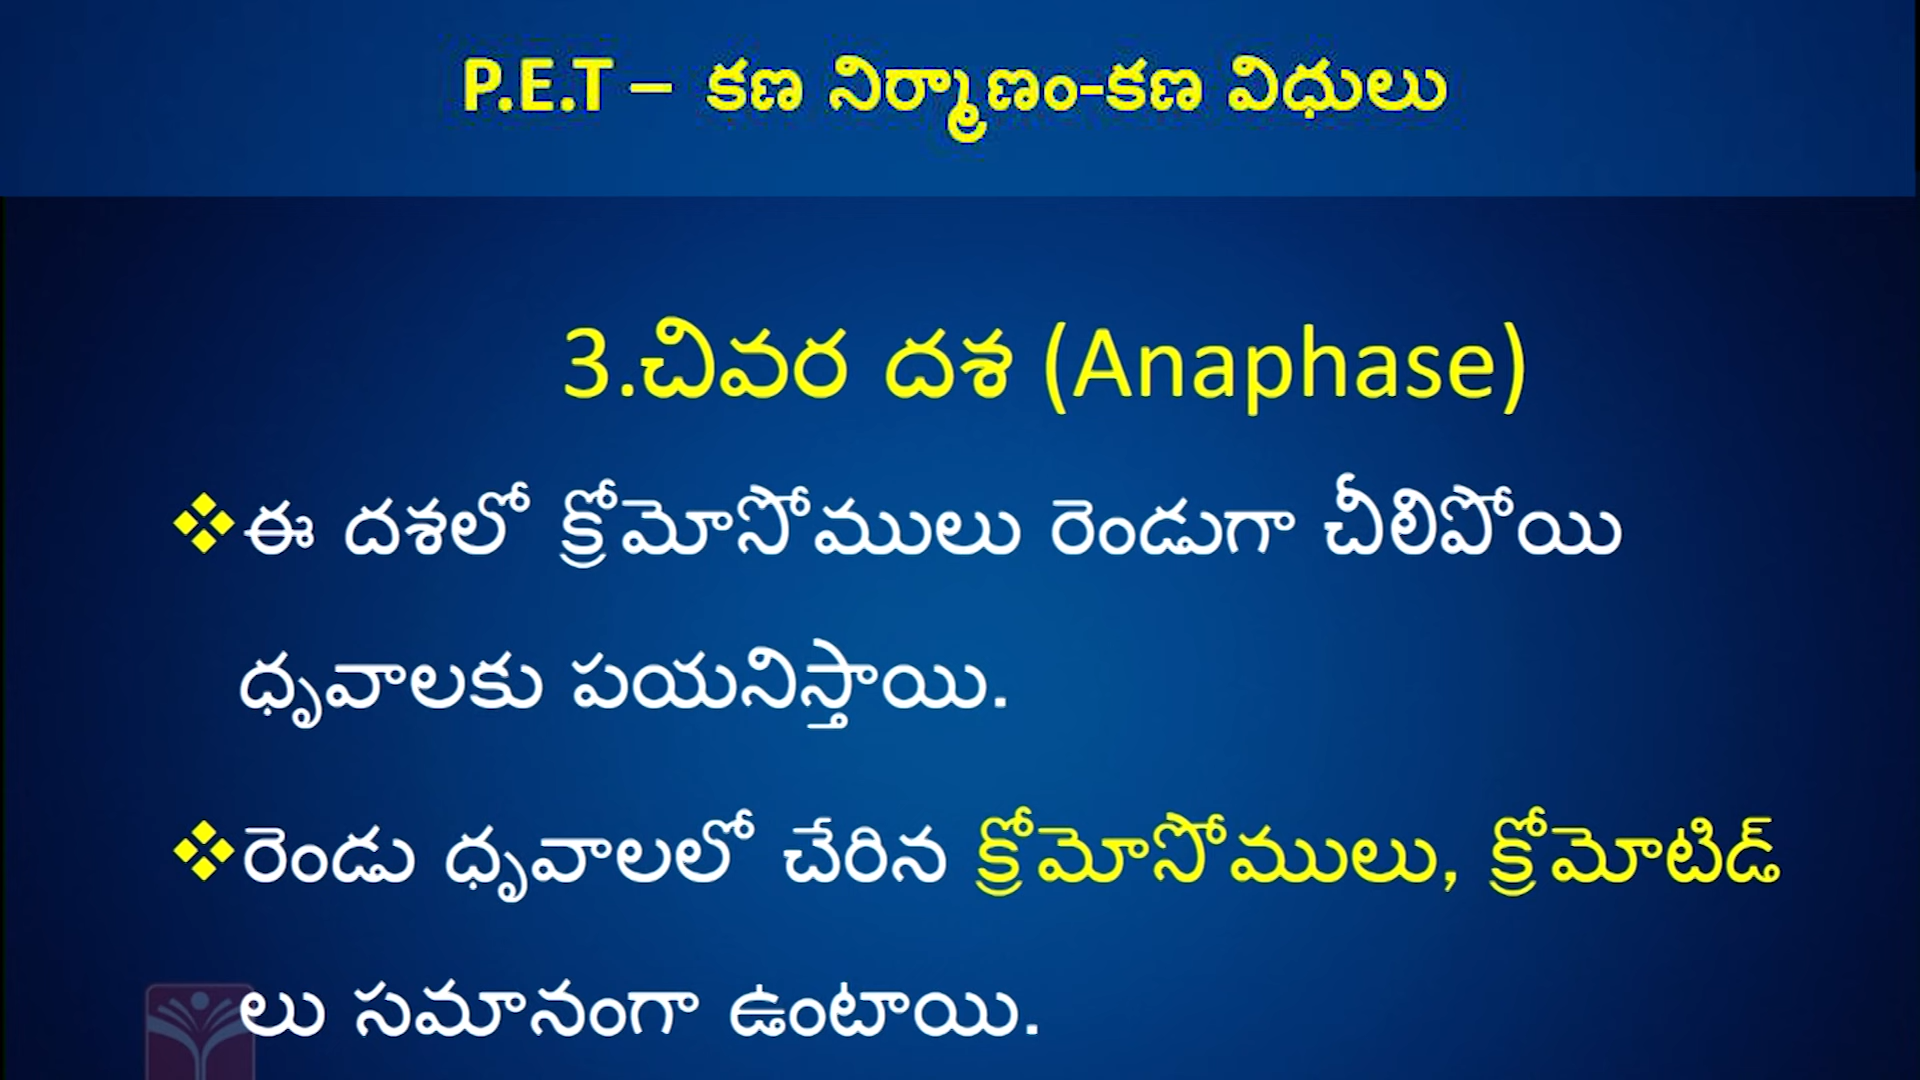 P.E.T – కణ నిర్మాణం-కణ విధులు
3.చివర దశ (Anaphase)
❖ఈ దశలో క్రోమోసోములు రెండుగా చీలిపోయి
ధృవాలకు పయనిస్తాయి.
❖రెండు ధృవాలలో చేరిన క్రోమోసోములు, క్రోమోటిడ్
లు సమానంగా ఉంటాయి.